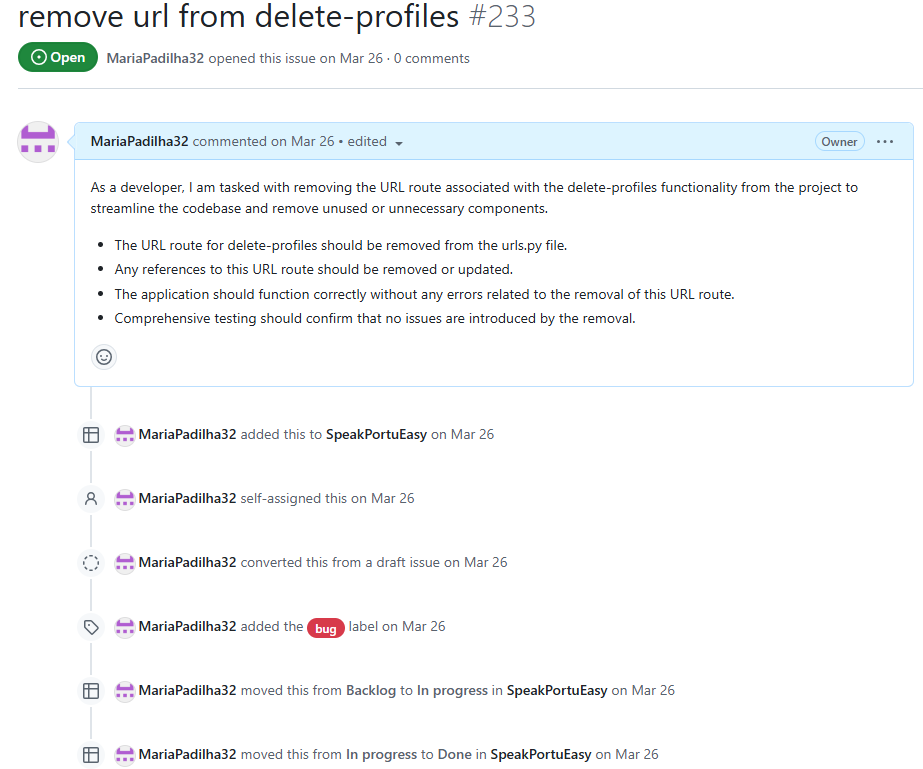 remove url from delete-profiles #233
Open MariaPadilha32 opened this issue on Mar 26 · 0 comments
MariaPadilha32 commented on Mar 26 • edited Owner ...
As a developer, I am tasked with removing the URL route associated with the delete-profiles functionality from the project to
streamline the codebase and remove unused or unnecessary components.
• The URL route for delete-profiles should be removed from the urls.py file.
• Any references to this URL route should be removed or updated.
• The application should function correctly without any errors related to the removal of this URL route.
• Comprehensive testing should confirm that no issues are introduced by the removal.
MariaPadilha32 added this to SpeakPortuEasy on Mar 26
MariaPadilha32 self-assigned this on Mar 26
MariaPadilha32 converted this from a draft issue on Mar 26
MariaPadilha32 added the bug label on Mar 26
MariaPadilha32 moved this from Backlog to In progress in SpeakPortuEasy on Mar 26
MariaPadilha32 moved this from In progress to Done in SpeakPortuEasy on Mar 26